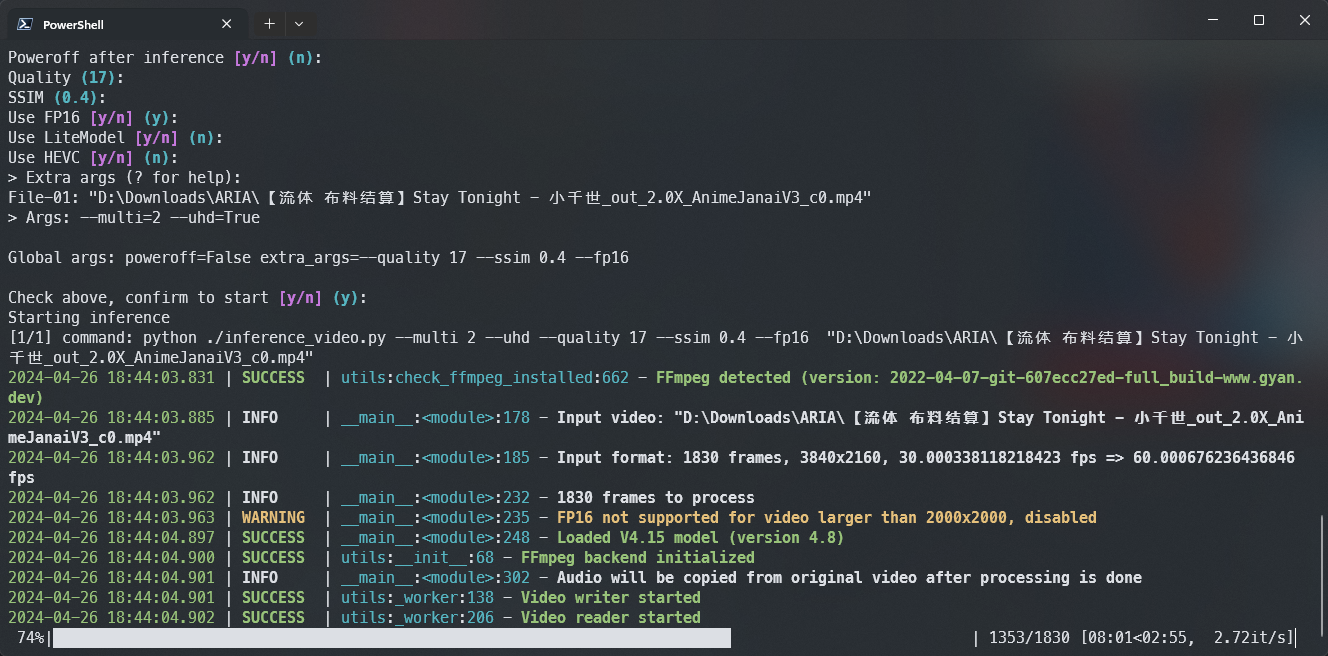 PowerShell
Poweroff after inference [y/n] (n):
Quality (17):
SSIM (0.4):
Use FP16 [y/n] (y):
Use LiteModel [y/n] (n):
Use HEVC [y/n] (n):
> Extra args (? for help):
File-01: "D:\Downloads\ARIA\【流体 布料结算】Stay Tonight - 小千世_out_2.0X_AnimeJanaiV3_c0.mp4"
> Args: --multi=2 --uhd=True
Global args: poweroff=False extra_args=--quality 17 --ssim 0.4 --fp16
Check above, confirm to start [y/n] (y):
Starting inference
[1/1] command: python ./inference_video.py --multi 2 --uhd --quality 17 --ssim 0.4 --fp16  "D:\Downloads\ARIA\【流体 布料结算】Stay Tonight - 小
千世_out_2.0X_AnimeJanaiV3_c0.mp4"
2024-04-26 18:44:03.831 | SUCCESS  | utils:check_ffmpeg_installed:662 - FFmpeg detected (version: 2022-04-07-git-607ecc27ed-full_build-www.gyan.
dev)
2024-04-26 18:44:03.885 | INFO     | __main__:<module>:178 - Input video: "D:\Downloads\ARIA\【流体 布料结算】Stay Tonight - 小千世_out_2.0X_Ani
meJanaiV3_c0.mp4"
2024-04-26 18:44:03.962 | INFO     | __main__:<module>:185 - Input format: 1830 frames, 3840x2160, 30.000338118218423 fps => 60.000676236436846
fps
2024-04-26 18:44:03.962 | INFO     | __main__:<module>:232 - 1830 frames to process
2024-04-26 18:44:03.963 | WARNING  | __main__:<module>:235 - FP16 not supported for video larger than 2000x2000, disabled
2024-04-26 18:44:04.897 | SUCCESS  | __main__:<module>:248 - Loaded V4.15 model (version 4.8)
2024-04-26 18:44:04.900 | SUCCESS  | utils:__init__:68 - FFmpeg backend initialized
2024-04-26 18:44:04.901 | INFO     | __main__:<module>:302 - Audio will be copied from original video after processing is done
2024-04-26 18:44:04.901 | SUCCESS  | utils:_worker:138 - Video writer started
2024-04-26 18:44:04.902 | SUCCESS  | utils:_worker:206 - Video reader started
74%| | 1353/1830 [08:01<02:55,  2.72it/s]